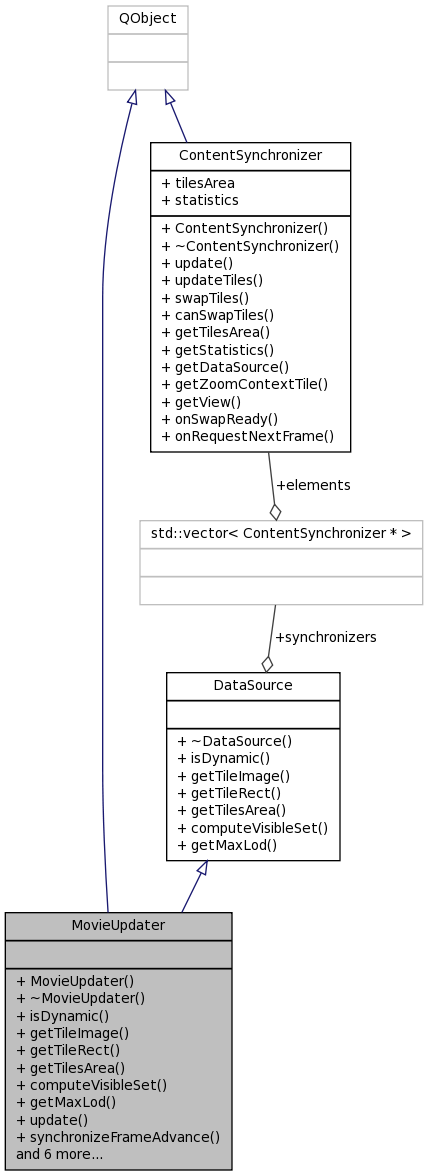 QObject
ContentSynchronizer
+ tilesArea
+ statistics
+ ContentSynchronizer()
+ ~ContentSynchronizer()
+ update()
+ updateTiles()
+ swapTiles()
+ canSwapTiles()
+ getTilesArea()
+ getStatistics()
+ getDataSource()
+ getZoomContextTile()
+ getView()
+ onSwapReady()
+ onRequestNextFrame()
+elements
std::vector< ContentSynchronizer * >
+synchronizers
DataSource
+ ~DataSource()
+ isDynamic()
+ getTileImage()
+ getTileRect()
+ getTilesArea()
+ computeVisibleSet()
+ getMaxLod()
MovieUpdater
+ MovieUpdater()
+ ~MovieUpdater()
+ isDynamic()
+ getTileImage()
+ getTileRect()
+ getTilesArea()
+ computeVisibleSet()
+ getMaxLod()
+ update()
+ synchronizeFrameAdvance()
and 6 more...